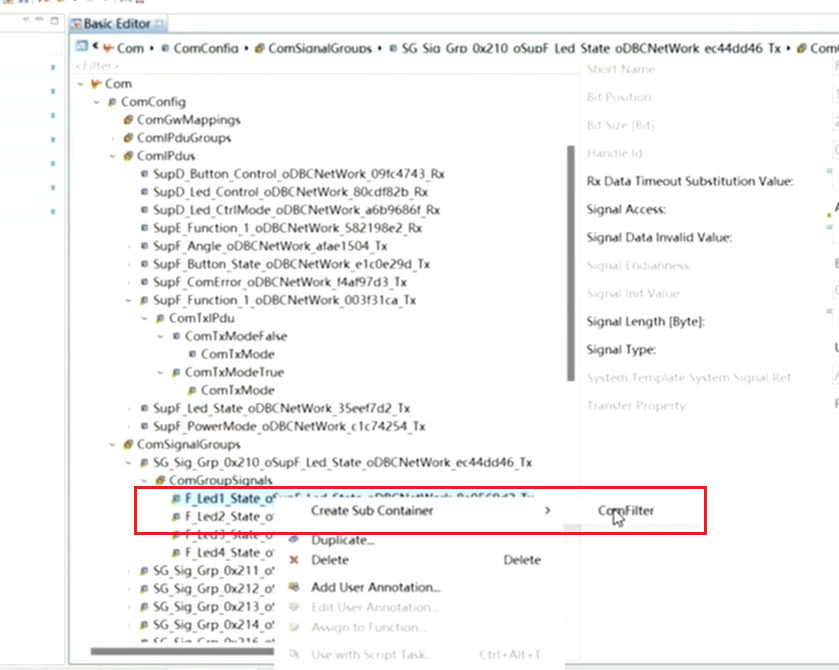 Basic Editor
Com ▸ ComConfig ▸ ComSignalGroups ▸ SG_Sig_Grp_0x210_oSupF_Led_State_oDBCNetWork_ec44dd46_Tx ▸
<Filter>
Com
ComConfig
ComGwMappings
ComIPduGroups
ComIPdus
SupD_Button_Control_oDBCNetWork_09fc4743_Rx
SupD_Led_Control_oDBCNetWork_80cdf82b_Rx
SupD_Led_CtrlMode_oDBCNetWork_a6b9686f_Rx
SupE_Function_1_oDBCNetWork_582198e2_Rx
SupF_Angle_oDBCNetWork_afae1504_Tx
SupF_Button_State_oDBCNetWork_e1c0e29d_Tx
SupF_ComError_oDBCNetWork_f4af97d3_Tx
SupF_Function_1_oDBCNetWork_003f31ca_Tx
ComTxIPdu
ComTxModeFalse
ComTxMode
ComTxModeTrue
ComTxMode
SupF_Led_State_oDBCNetWork_35eef7d2_Tx
SupF_PowerMode_oDBCNetWork_c1c74254_Tx
ComSignalGroups
SG_Sig_Grp_0x210_oSupF_Led_State_oDBCNetWork_ec44dd46_Tx
ComGroupSignals
F_Led1_State_o
F_Led2_State_o
F_Led3_State_o
F_Led4_State_o
SG_Sig_Grp_0x211_o
SG_Sig_Grp_0x212_o
SG_Sig_Grp_0x213_o
SG_Sig_Grp_0x214_o
Create Sub Container
ComFilter
Duplicate...
Delete Delete
Add User Annotation...
Edit User Annotation...
Assign to Function...
Use with Script Task... Ctrl+Alt+T
Short Name
Bit Position:
Bit Size [Bit]
Handle Id
Rx Data Timeout Substitution Value:
Signal Access:
Signal Data Invalid Value:
Signal Endianness
Signal Init Value
Signal Length [Byte]:
Signal Type:
System Template System Signal Ref
Transfer Property: